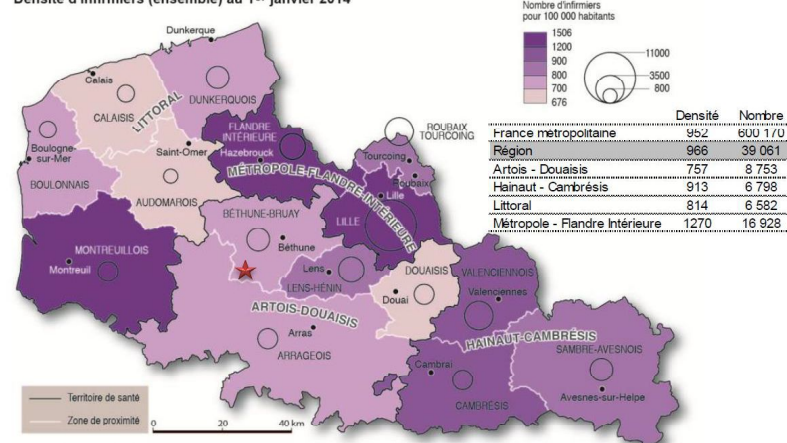 Densité d'infirmiers (ensemble) au 1er janvier 2014
Nombre d'infirmiers
pour 100 000 habitants
1506
1200
900
800
700
676
11000
3500
800
Densité Nombre
France métropolitaine 952 600 170
Région 966 39 061
Artois - Douaisis 757 8 753
Hainaut - Cambrésis 913 6 798
Littoral 814 6 582
Métropole - Flandre Intérieure 1270 16 928
Dunkerque
DUNKERQUOIS
Calais
CALAISIS
LITTORAL
FLANDRE
INTÉRIEURE
Hazebrouck
ROUBAIX
TOURCOING
Tourcoing
Roubaix
Boulogne-
sur-Mer
BOULONNAIS
Saint-Omer
AUDOMAROIS
MÉTROPOLE-FLANDRE-INTÉRIEURE
Lille
LILLE
BÉTHUNE-BRUAY
Béthune
MONTREUILLOIS
Montreuil
Lens
LENS-HÉNIN
DOUAISIS
Douai
VALENCIENNOIS
Valenciennes
ARTOIS-DOUAISIS
Arras
ARRAGEOIS
HAINAUT-CAMBRÉSIS
SAMBRE-AVESNOIS
Cambrai
CAMBRÉSIS
Avesnes-sur-Helpe
Territoire de santé
Zone de proximité
0 20 40 km